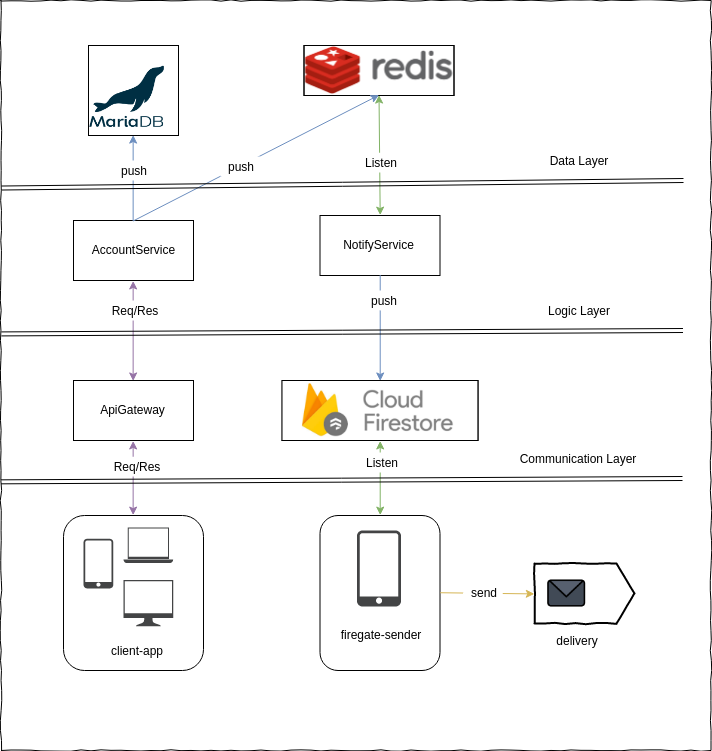 MariaDB
redis
push
push
Listen
Data Layer
AccountService
NotifyService
Req/Res
push
Logic Layer
ApiGateway
Cloud
Firestore
Req/Res
Listen
Communication Layer
client-app
firegate-sender
send
delivery